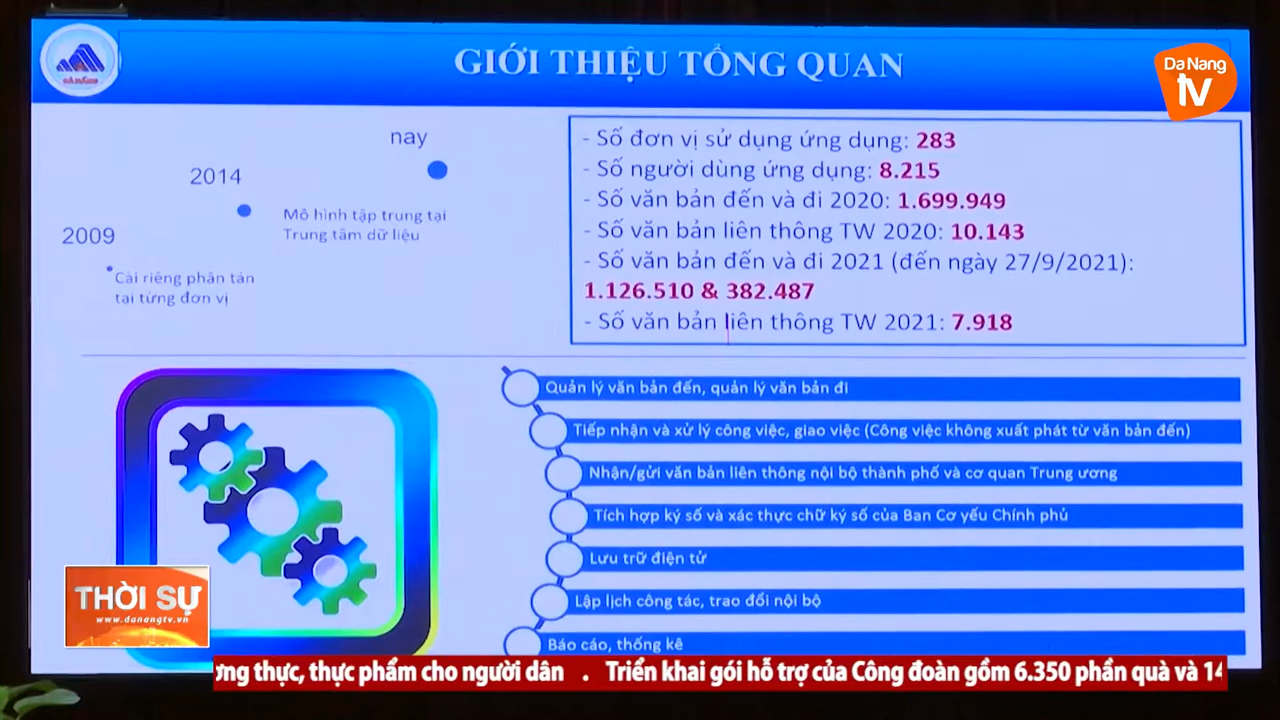 GIỚI THIỆU TỔNG QUAN
Da Nang
tv
ĐÀ NẴNG
nay
2014
Mô hình tập trung tại
Trung tâm dữ liệu
2009
Cài riêng phân tán
tại từng đơn vị
- Số đơn vị sử dụng ứng dụng: 283
- Số người dùng ứng dụng: 8.215
- Số văn bản đến và đi 2020: 1.699.949
- Số văn bản liên thông TW 2020: 10.143
- Số văn bản đến và đi 2021 (đến ngày 27/9/2021):
1.126.510 & 382.487
- Số văn bản liên thông TW 2021: 7.918
Quản lý văn bản đến, quản lý văn bản đi
Tiếp nhận và xử lý công việc, giao việc (Công việc không xuất phát từ văn bản đến)
Nhận/gửi văn bản liên thông nội bộ thành phố và cơ quan Trung ương
Tích hợp ký số và xác thực chữ ký số của Ban Cơ yếu Chính phủ
Lưu trữ điện tử
Lập lịch công tác, trao đổi nội bộ
Báo cáo, thống kê
THỜI SỰ
www.danangtv.vn
thực, thực phẩm cho người dân . Triển khai gói hỗ trợ của Công đoàn gồm 6.350 phần quà và